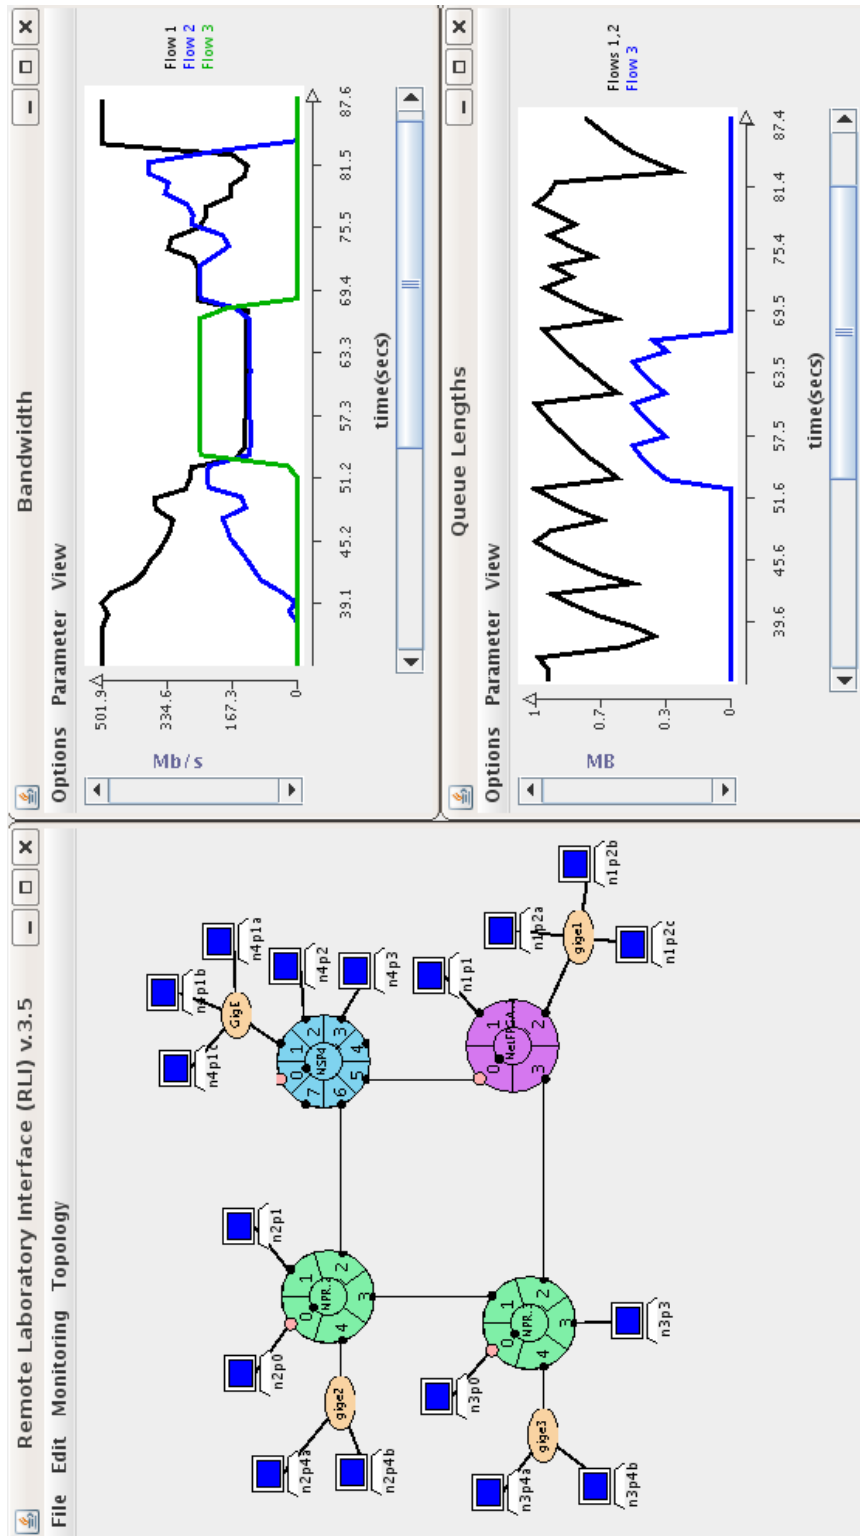 Remote Laboratory Interface (RLI) v.3.5
File Edit Monitoring Topology
n2p0
n2p1
n4p1c
n4p1b
n4p1a
GigE
n4p2
n4p3
NSP4
0
1
2
3
4
5
6
7
gige2
n2p4a
n2p4b
NPR.2
0
1
2
3
4
n3p0
NPR.
0
1
2
3
4
n3p3
gige3
n3p4a
n3p4b
n1p1
NetFPGA.
0
1
2
3
n1p2a
n1p2b
n1p2c
gige1
Bandwidth
Options Parameter View
Mb/s
501.9
334.6
167.3
0
39.1 45.2 51.2 57.3 63.3 69.4 75.5 81.5 87.6
time(secs)
Flow 1
Flow 2
Flow 3
Queue Lengths
Options Parameter View
MB
1
0.7
0.3
0
39.6 45.6 51.6 57.5 63.5 69.5 75.4 81.4 87.4
time(secs)
Flows 1,2
Flow 3